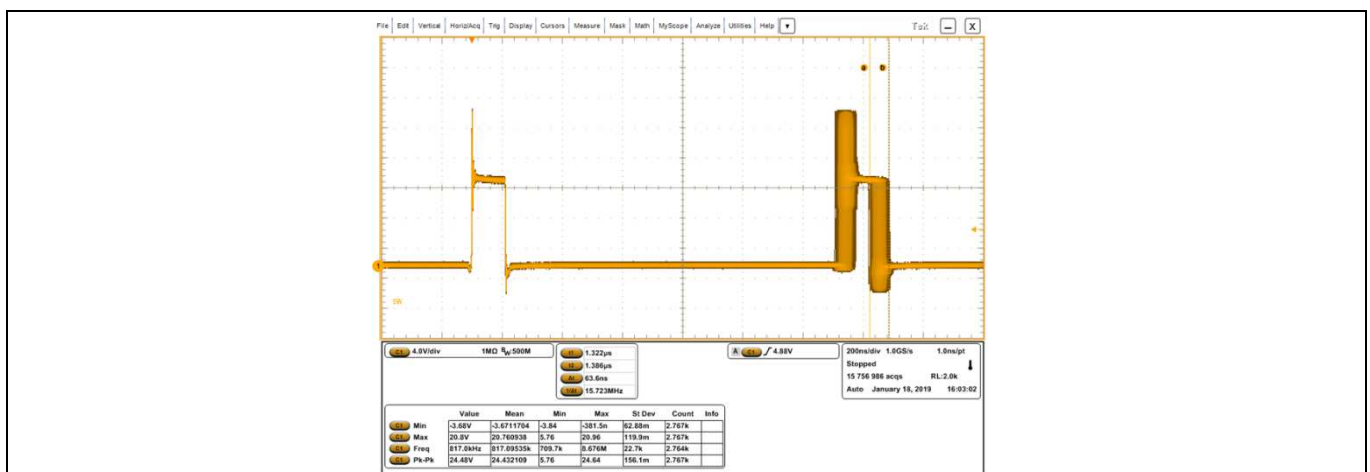 File Edit Vertical Horiz/Acq Trig Display Cursors Measure Mask Math MyScope Analyze Utilities Help Tek X
a b
1
SW
C1 4.0V/div 1MΩ BW:500M
t1 1.322µs
t2 1.386µs
Δt 63.6ns
1/Δt 15.723MHz
A C1 4.88V
200ns/div 1.0GS/s 1.0ns/pt
Stopped
15 756 986 acqs RL:2.0k
Auto January 18, 2019 16:03:02
Value Mean Min Max St Dev Count Info
C1 Min -3.68V -3.6711704 -3.84 -381.5n 62.88m 2.767k
C1 Max 20.8V 20.760938 5.76 20.96 119.9m 2.767k
C1 Freq 817.0kHz 817.09535k 709.7k 8.676M 22.7k 2.764k
C1 Pk-Pk 24.48V 24.432109 5.76 24.64 156.1m 2.767k